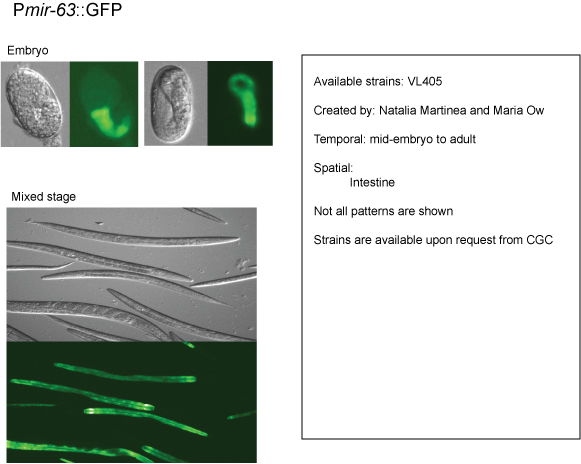 Pmir-63::GFP
Embryo
Available strains: VL405
Created by: Natalia Martinea and Maria Ow
Temporal: mid-embryo to adult
Spatial:
Intestine
Not all patterns are shown
Strains are available upon request from CGC
Mixed stage